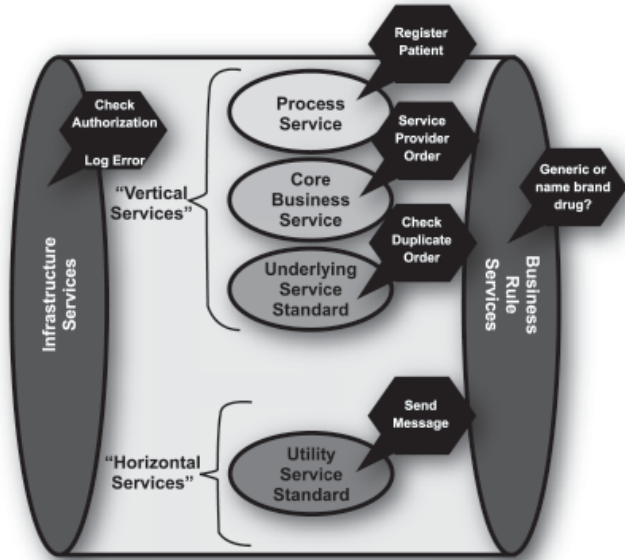 Register
Patient
Check
Authorization
Log Error
Process
Service
Service
Provider
Order
Generic or
name brand
drug?
"Vertical
Services"
Core
Business
Service
Check
Duplicate
Order
Underlying
Service
Standard
Infrastructure
Services
Business
Rule
Services
Send
Message
"Horizontal
Services"
Utility
Service
Standard